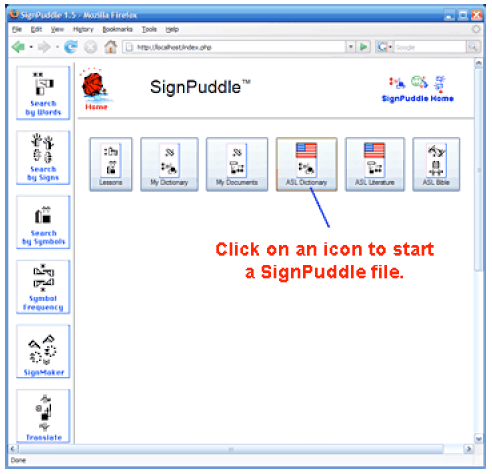 SignPuddle 1.5 - Mozilla Firefox
File Edit View History Bookmarks Tools Help
http://localhost/index.php
Google
Search
by Words
Home
SignPuddle™
SignPuddle Home
Search
by Signs
Lessons
My Dictionary
My Documents
ASL Dictionary
ASL Literature
ASL Bible
Search
by Symbols
Click on an icon to start
a SignPuddle file.
Symbol
Frequency
SignMaker
Translate
Done